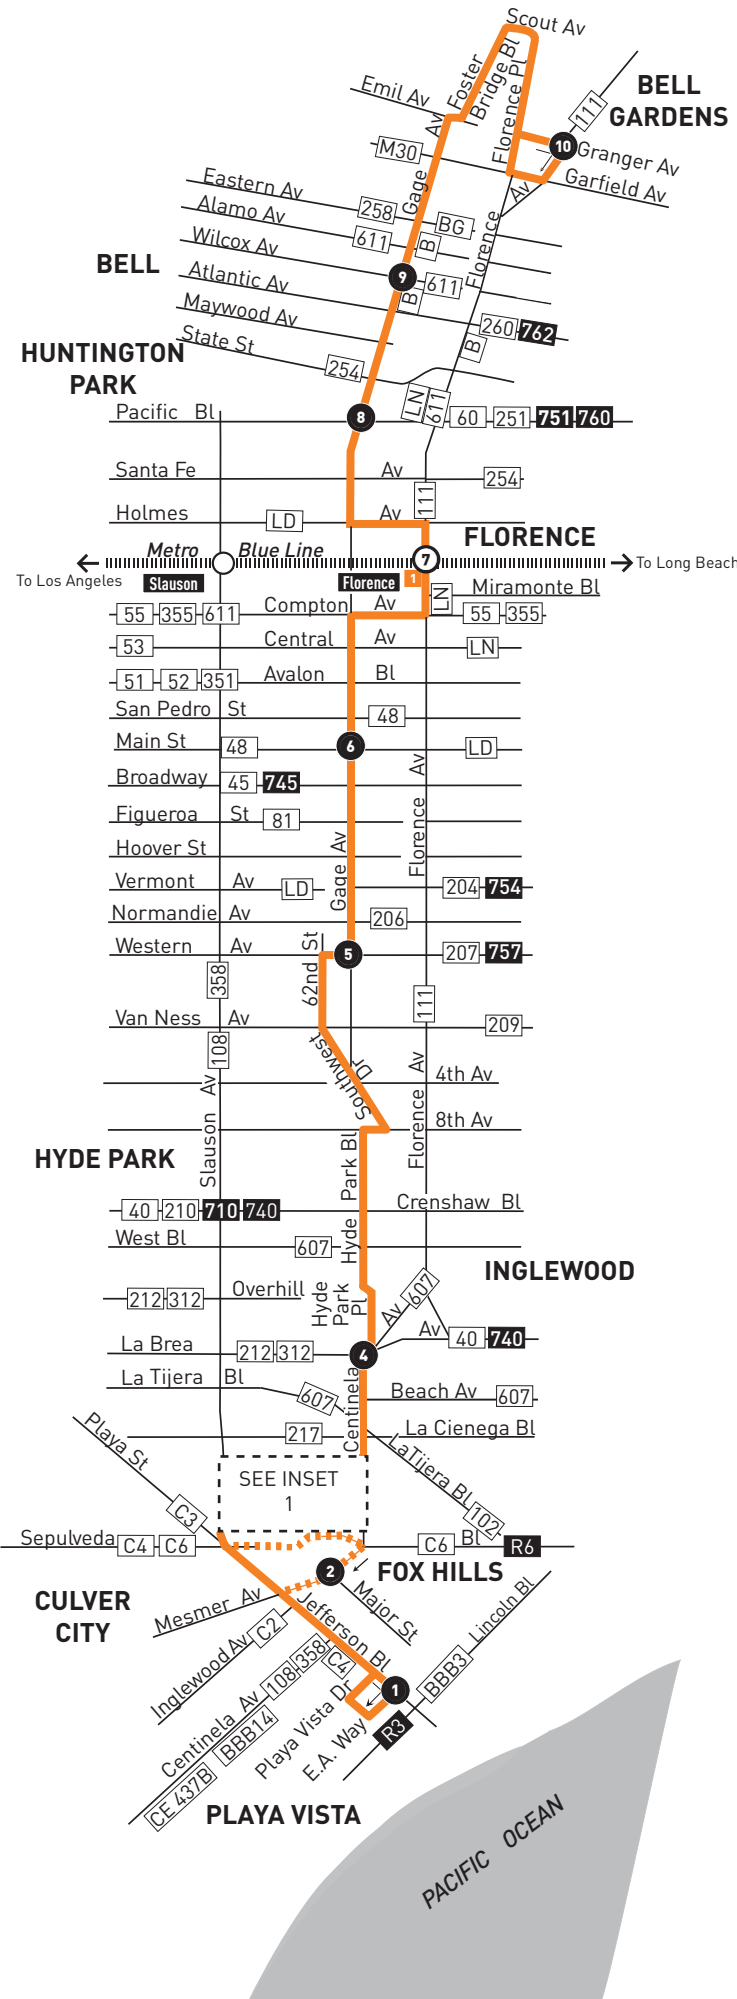 Scout Av
Emil Av
Foster
Bridge Bl
Florence Pl
111
BELL
GARDENS
10
Granger Av
M30
Av
Gage
Garfield Av
Av
Eastern Av
258
BG
Alamo Av
611
B
Florence
Wilcox Av
BELL
9
B
611
Atlantic Av
260
762
Maywood Av
B
State St
254
HUNTINGTON
PARK
LN
611
Pacific Bl
8
60
251
751
760
Santa Fe Av
254
111
Holmes Av
LD
FLORENCE
Metro Blue Line
7
To Los Angeles
To Long Beach
Slauson
Florence
1
LN
Miramonte Bl
55
355
611
Compton Av
55
355
53
Central Av
LN
51
52
351
Avalon Bl
San Pedro St
48
Main St
48
6
LD
Broadway
45
745
Av
Figueroa St
81
Florence
Hoover St
Gage Av
Vermont Av
LD
204
754
Normandie Av
206
Western Av
62nd St
5
207
757
358
111
Van Ness Av
209
108
Southwest
Dr
Av
4th Av
Av
8th Av
Slauson
Florence
HYDE PARK
Hyde Park Bl
40
210
710
740
Crenshaw Bl
West Bl
607
INGLEWOOD
212
312
Overhill
Hyde
Park
Pl
Av
607
La Brea
212
312
4
Av
40
740
La Tijera Bl
607
Centinela
Beach Av
607
217
La Cienega Bl
Playa St
SEE INSET
1
La Tijera Bl
102
C3
Sepulveda
C4
C6
C6
Bl
R6
2
FOX HILLS
CULVER
CITY
Mesmer Av
Major St
Inglewood Av
C2
Jefferson Bl
Lincoln Bl
Centinela Av
108
358
C4
BBB3
1
Playa Vista Dr
E.A. Way
R3
BBB14
CE 437B
PLAYA VISTA
PACIFIC OCEAN